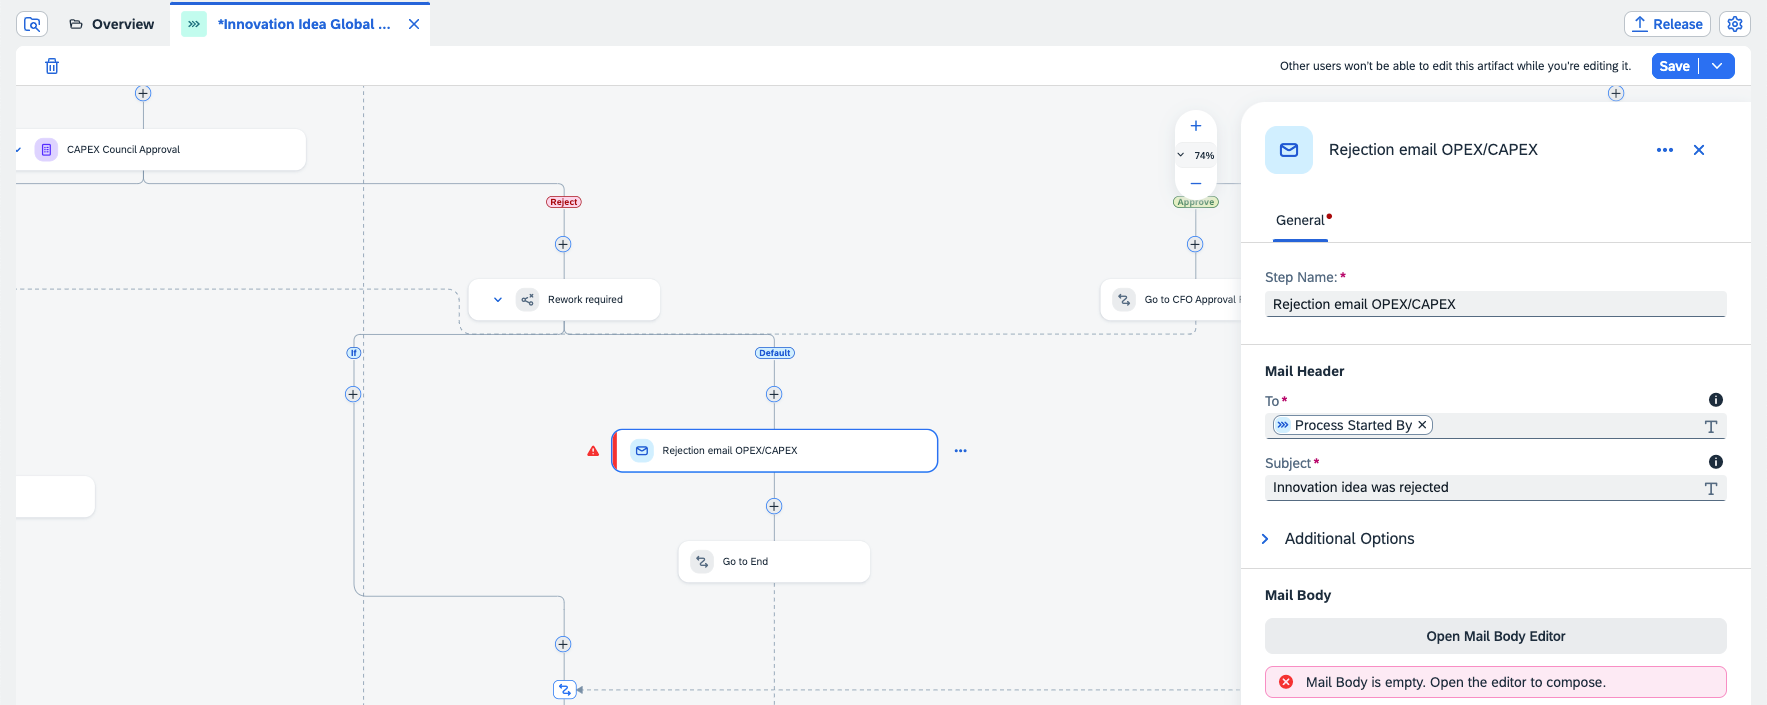 Overview
*Innovation Idea Global ...
Release
Other users won't be able to edit this artifact while you're editing it.
Save
CAPEX Council Approval
Reject
Rework required
If
Default
Rejection email OPEX/CAPEX
Go to End
74%
Approve
Go to CFO Approval
Rejection email OPEX/CAPEX
General
Step Name:*
Rejection email OPEX/CAPEX
Mail Header
To*
Process Started By
Subject*
Innovation idea was rejected
Additional Options
Mail Body
Open Mail Body Editor
Mail Body is empty. Open the editor to compose.